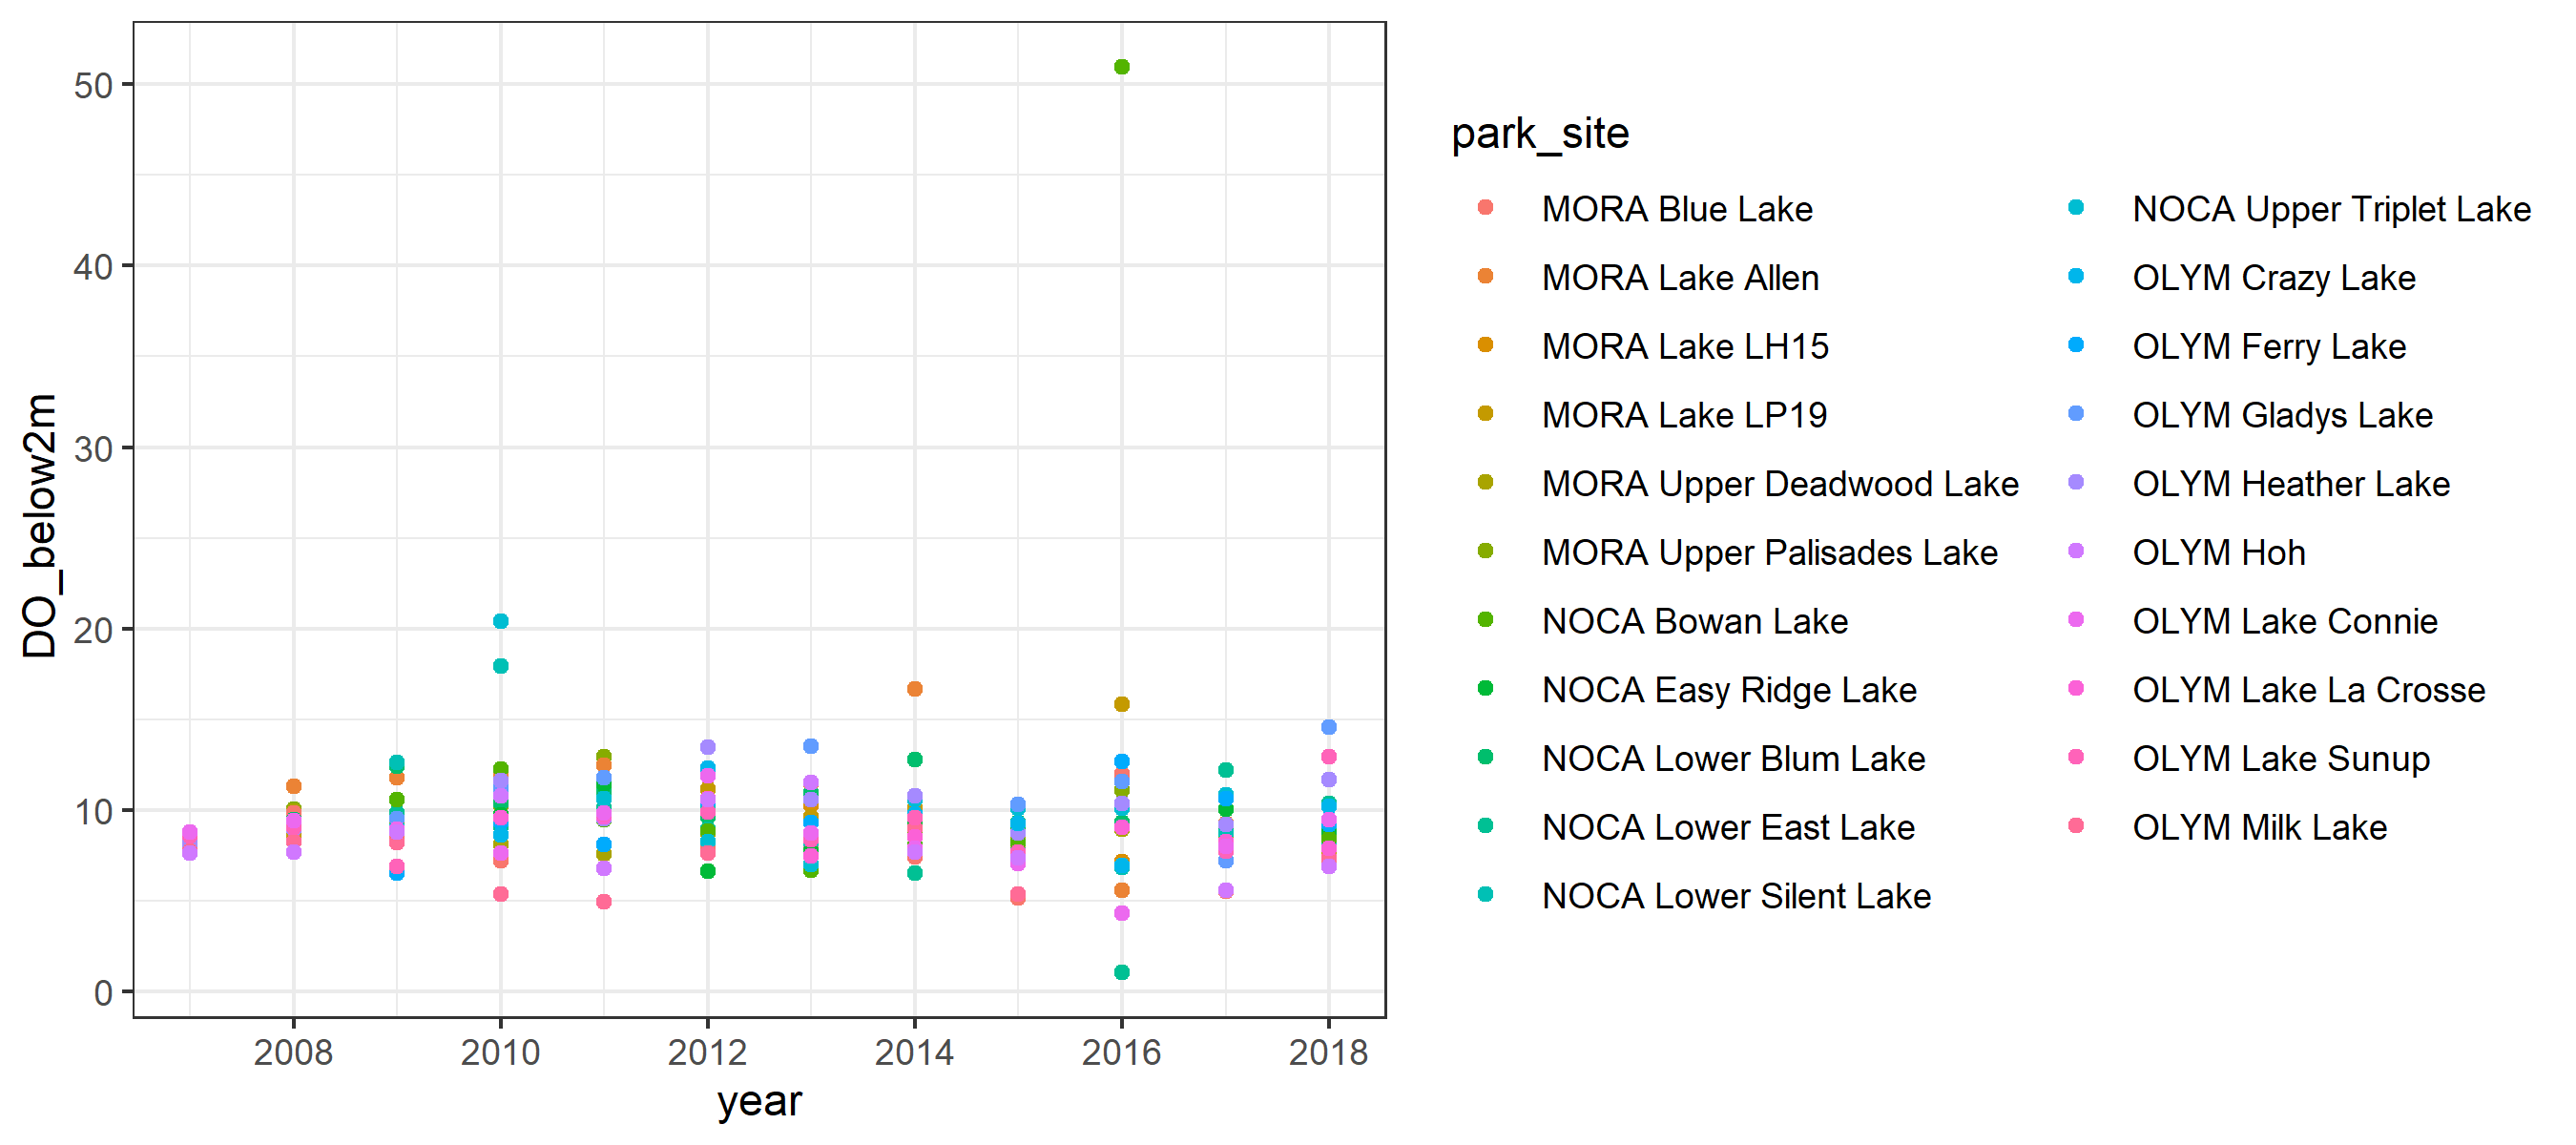 50
40
30
20
10
0
DO_below2m
2008 2010 2012 2014 2016 2018
year
park_site
MORA Blue Lake
MORA Lake Allen
MORA Lake LH15
MORA Lake LP19
MORA Upper Deadwood Lake
MORA Upper Palisades Lake
NOCA Bowan Lake
NOCA Easy Ridge Lake
NOCA Lower Blum Lake
NOCA Lower East Lake
NOCA Lower Silent Lake
NOCA Upper Triplet Lake
OLYM Crazy Lake
OLYM Ferry Lake
OLYM Gladys Lake
OLYM Heather Lake
OLYM Hoh
OLYM Lake Connie
OLYM Lake La Crosse
OLYM Lake Sunup
OLYM Milk Lake